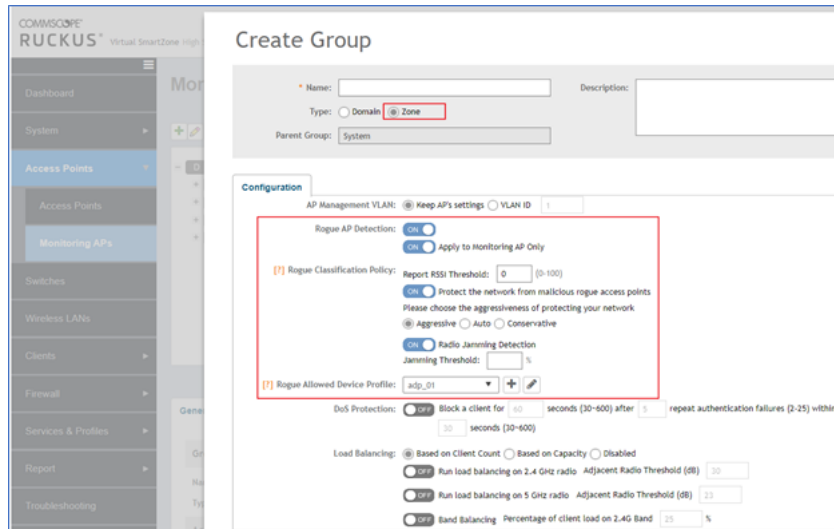 COMMSCOPE
RUCKUS Virtual SmartZone High
Create Group
Dashboard
System
Access Points
Access Points
Monitoring APs
Switches
Wireless LANs
Clients
Firewall
Services & Profiles
Report
Troubleshooting
Mor
D
Gener
* Name:
Description:
Type: Domain Zone
Parent Group: System
Configuration
AP Management VLAN: Keep AP's settings VLAN ID 1
Rogue AP Detection: ON
ON Apply to Monitoring AP Only
[?] Rogue Classification Policy: Report RSSI Threshold: 0 (0-100)
ON Protect the network from malicious rogue access points
Please choose the aggressiveness of protecting your network
Aggressive Auto Conservative
ON Radio Jamming Detection
Jamming Threshold: %
[?] Rogue Allowed Device Profile: adp_01
DoS Protection: OFF Block a client for 60 seconds (30~600) after 5 repeat authentication failures (2-25) within
30 seconds (30~600)
Load Balancing: Based on Client Count Based on Capacity Disabled
OFF Run load balancing on 2.4 GHz radio Adjacent Radio Threshold (dB) 30
OFF Run load balancing on 5 GHz radio Adjacent Radio Threshold (dB) 23
OFF Band Balancing Percentage of client load on 2.4G Band 25 %